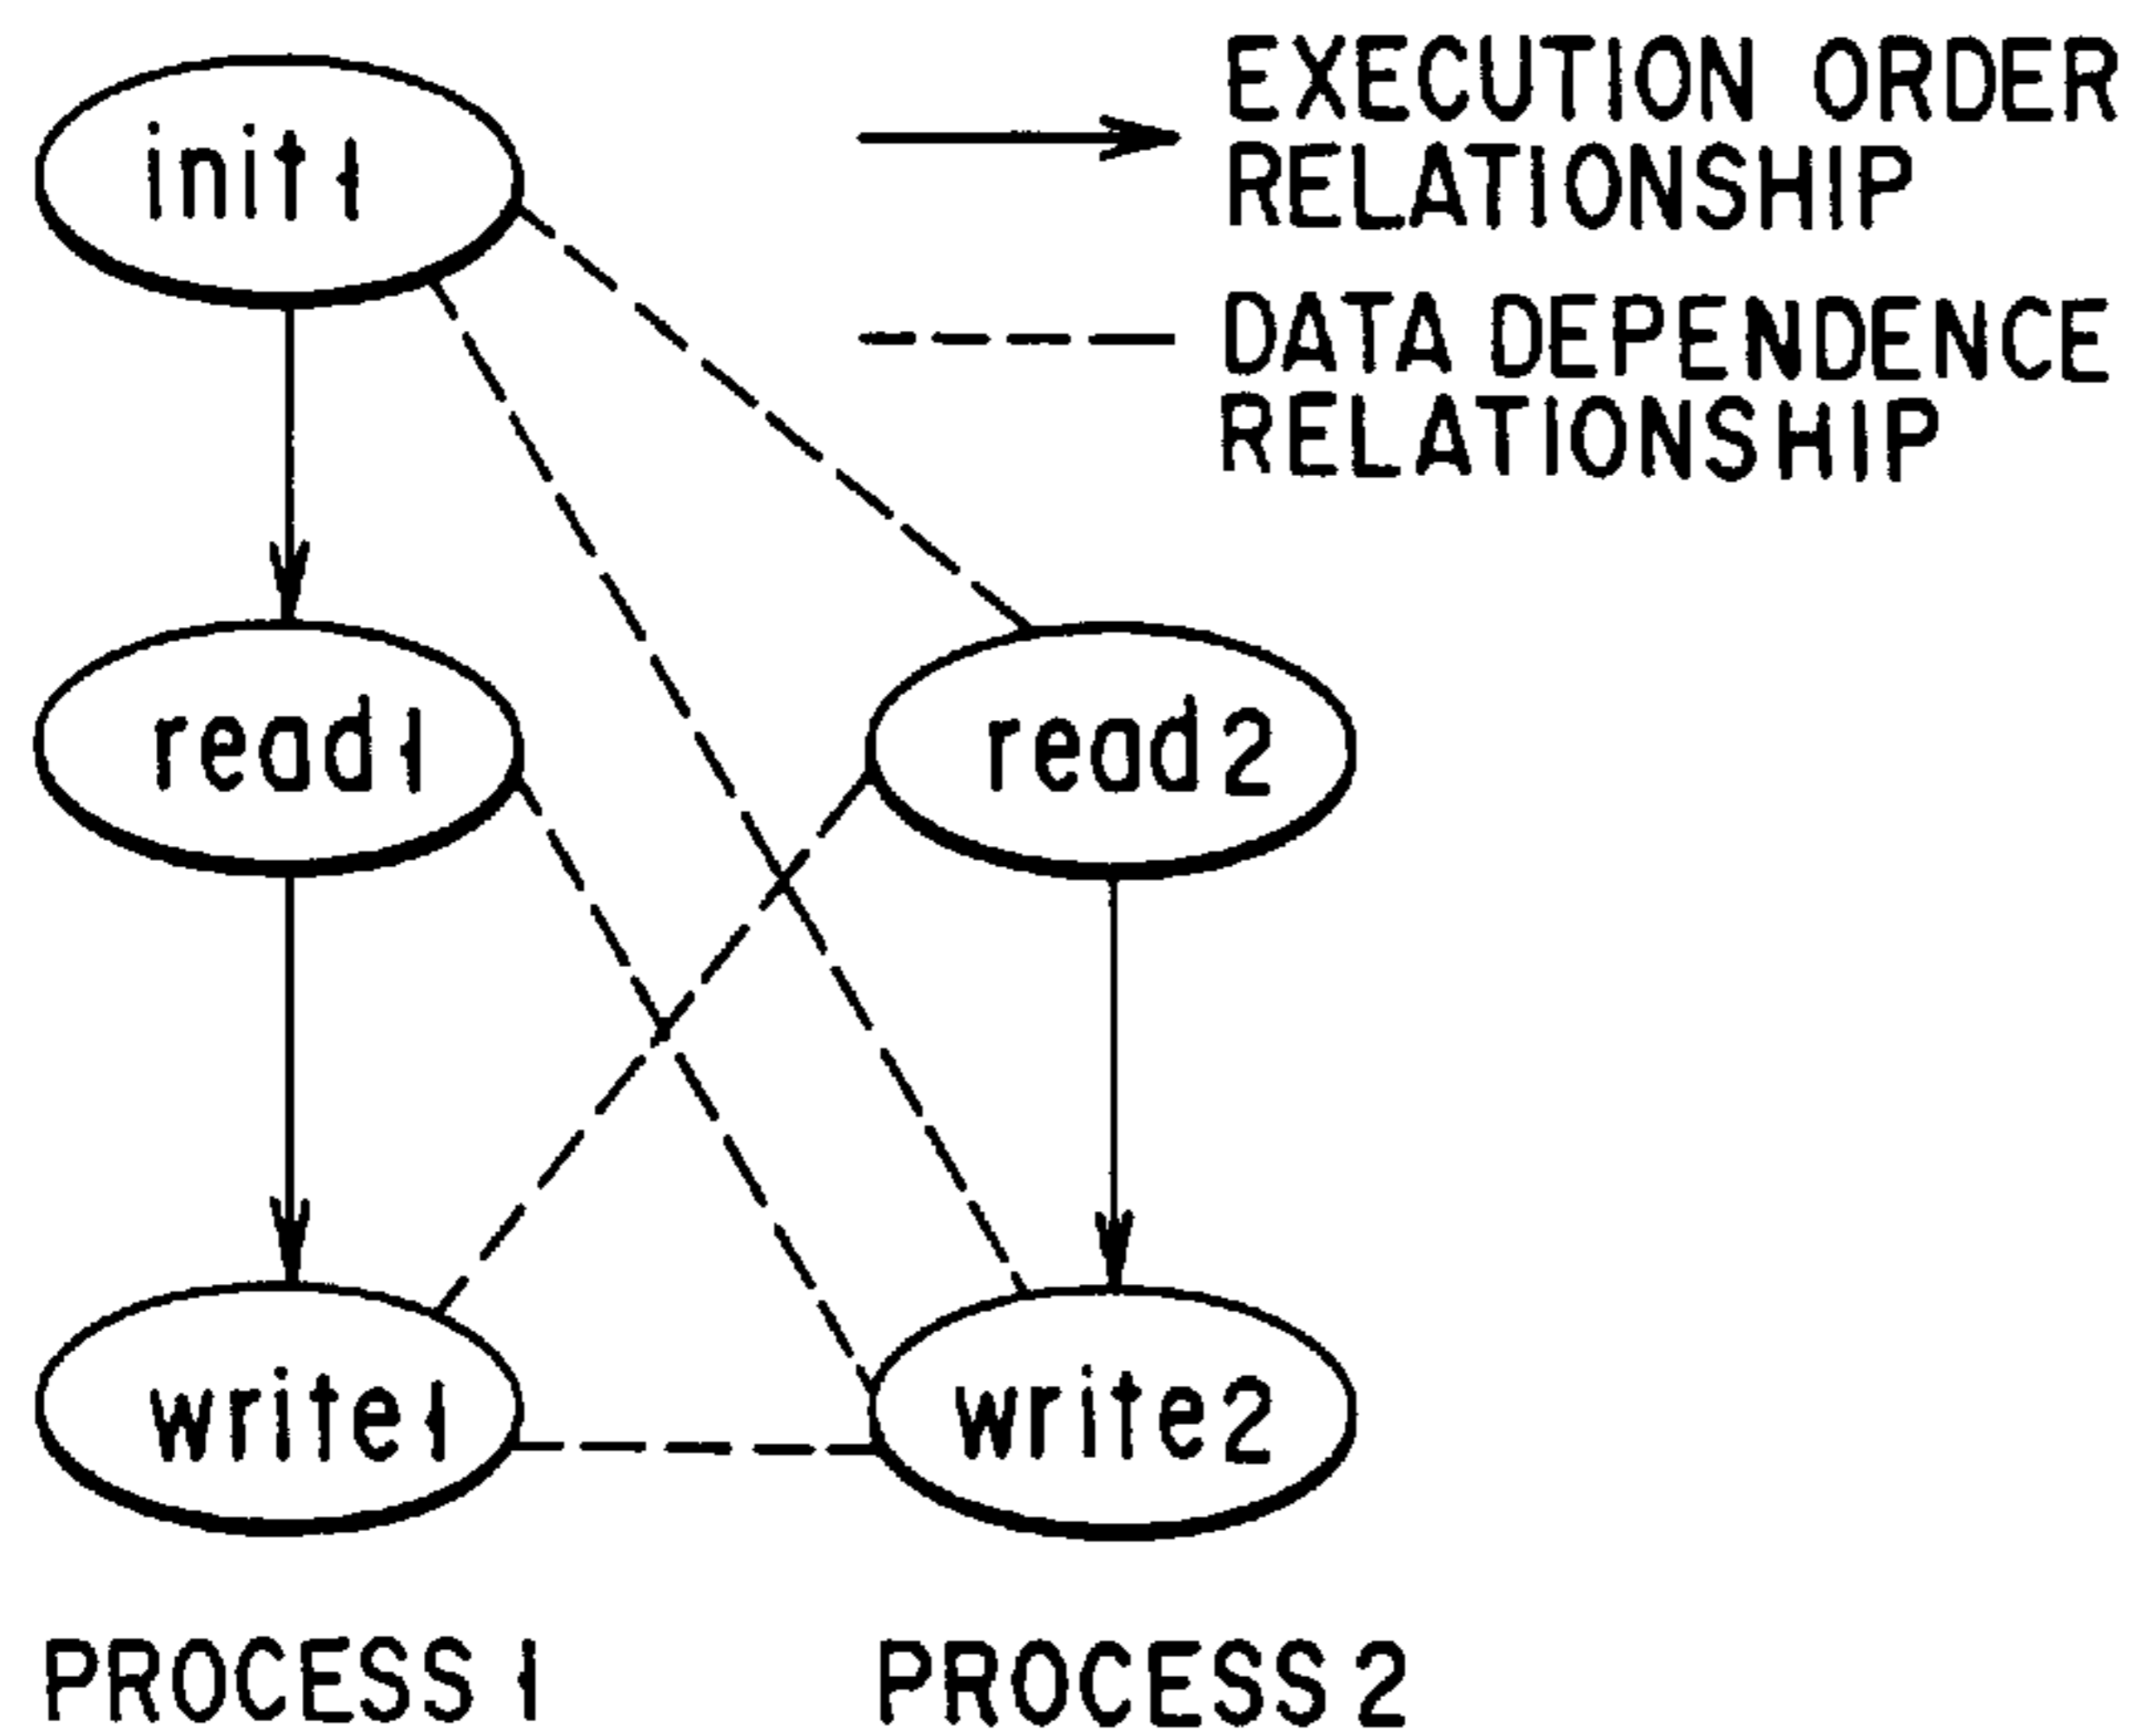 init1
EXECUTION ORDER
RELATIONSHIP
DATA DEPENDENCE
RELATIONSHIP
read1
read2
write1
write2
PROCESS 1
PROCESS 2